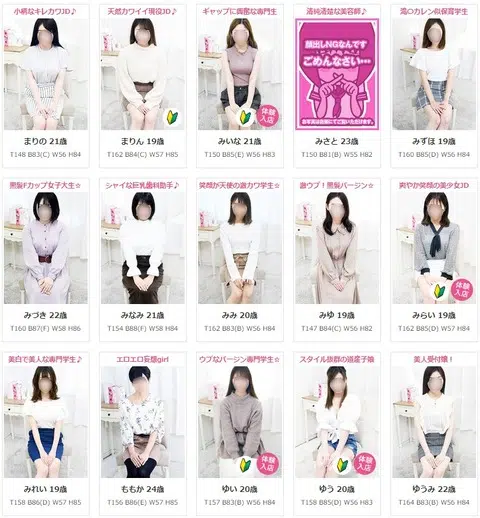 小柄なキレカワJD♪
天然カワイイ現役JD♪
ギャップに興奮な専門生
清純清楚な美容師♪
湯〇カレン似保育学生
顔出しNGなんです
ごめんなさい…
体験
入店
まりの 21歳
まりん 19歳
みいな 21歳
みさと 23歳
みずほ 19歳
T148 B83(C) W56 H84
T162 B84(C) W57 H85
T150 B85(E) W56 H83
T150 B81(B) W55 H82
T160 B85(D) W56 H84
黒髪Fカップ女子大生☆
シャイな巨乳歯科助手♪
笑顔が天使の激カワ学生☆
激ウブ！黒髪バージン☆
爽やか笑顔の美少女JD
体験
入店
みづき 22歳
みなみ 21歳
みみ 20歳
みゆ 19歳
みらい 19歳
T160 B87(F) W58 H86
T154 B88(F) W58 H84
T162 B83(B) W56 H84
T147 B84(C) W56 H82
T162 B85(D) W57 H84
美白で美人な専門学生♪
エロエロ妄想girl
ウブなバージン専門学生☆
スタイル抜群の道産子娘
美人受付嬢！
体験
入店
体験
入店
みれい 19歳
ももか 24歳
ゆい 20歳
ゆう 20歳
ゆうみ 22歳
T158 B86(D) W57 H85
T156 B86(E) W57 H85
T157 B83(B) W56 H84
T158 B85(D) W56 H83
T164 B83(B) W56 H84